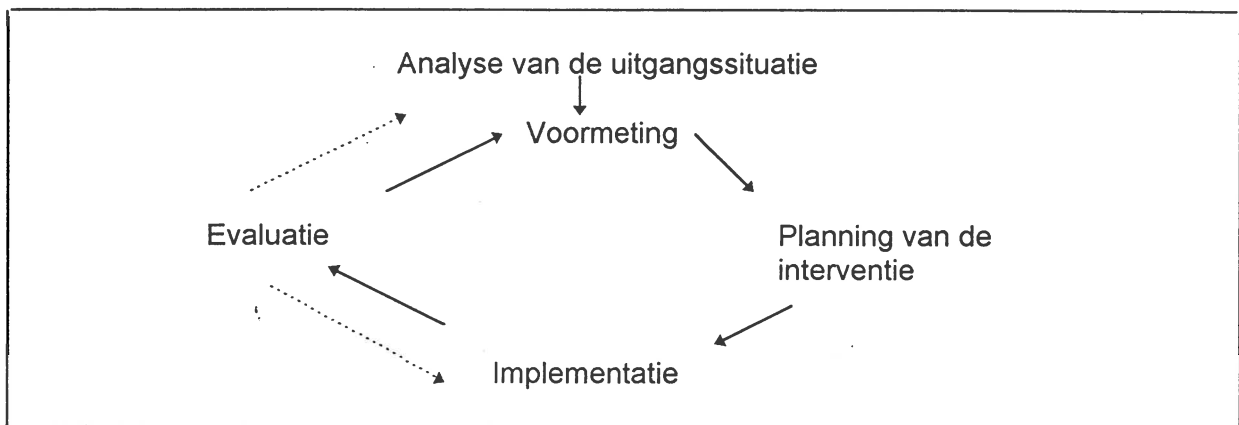 Analyse van de uitgangssituatie
Voormeting
Evaluatie
Planning van de
interventie
Implementatie